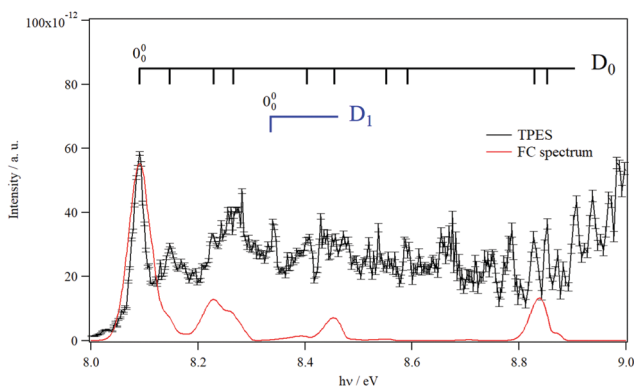 100x10⁻¹²
80
60
40
20
0
Intensity / a. u.
0⁰₀
D₀
0⁰₀
D₁
TPES
FC spectrum
8.0
8.2
8.4
8.6
8.8
9.0
hν / eV